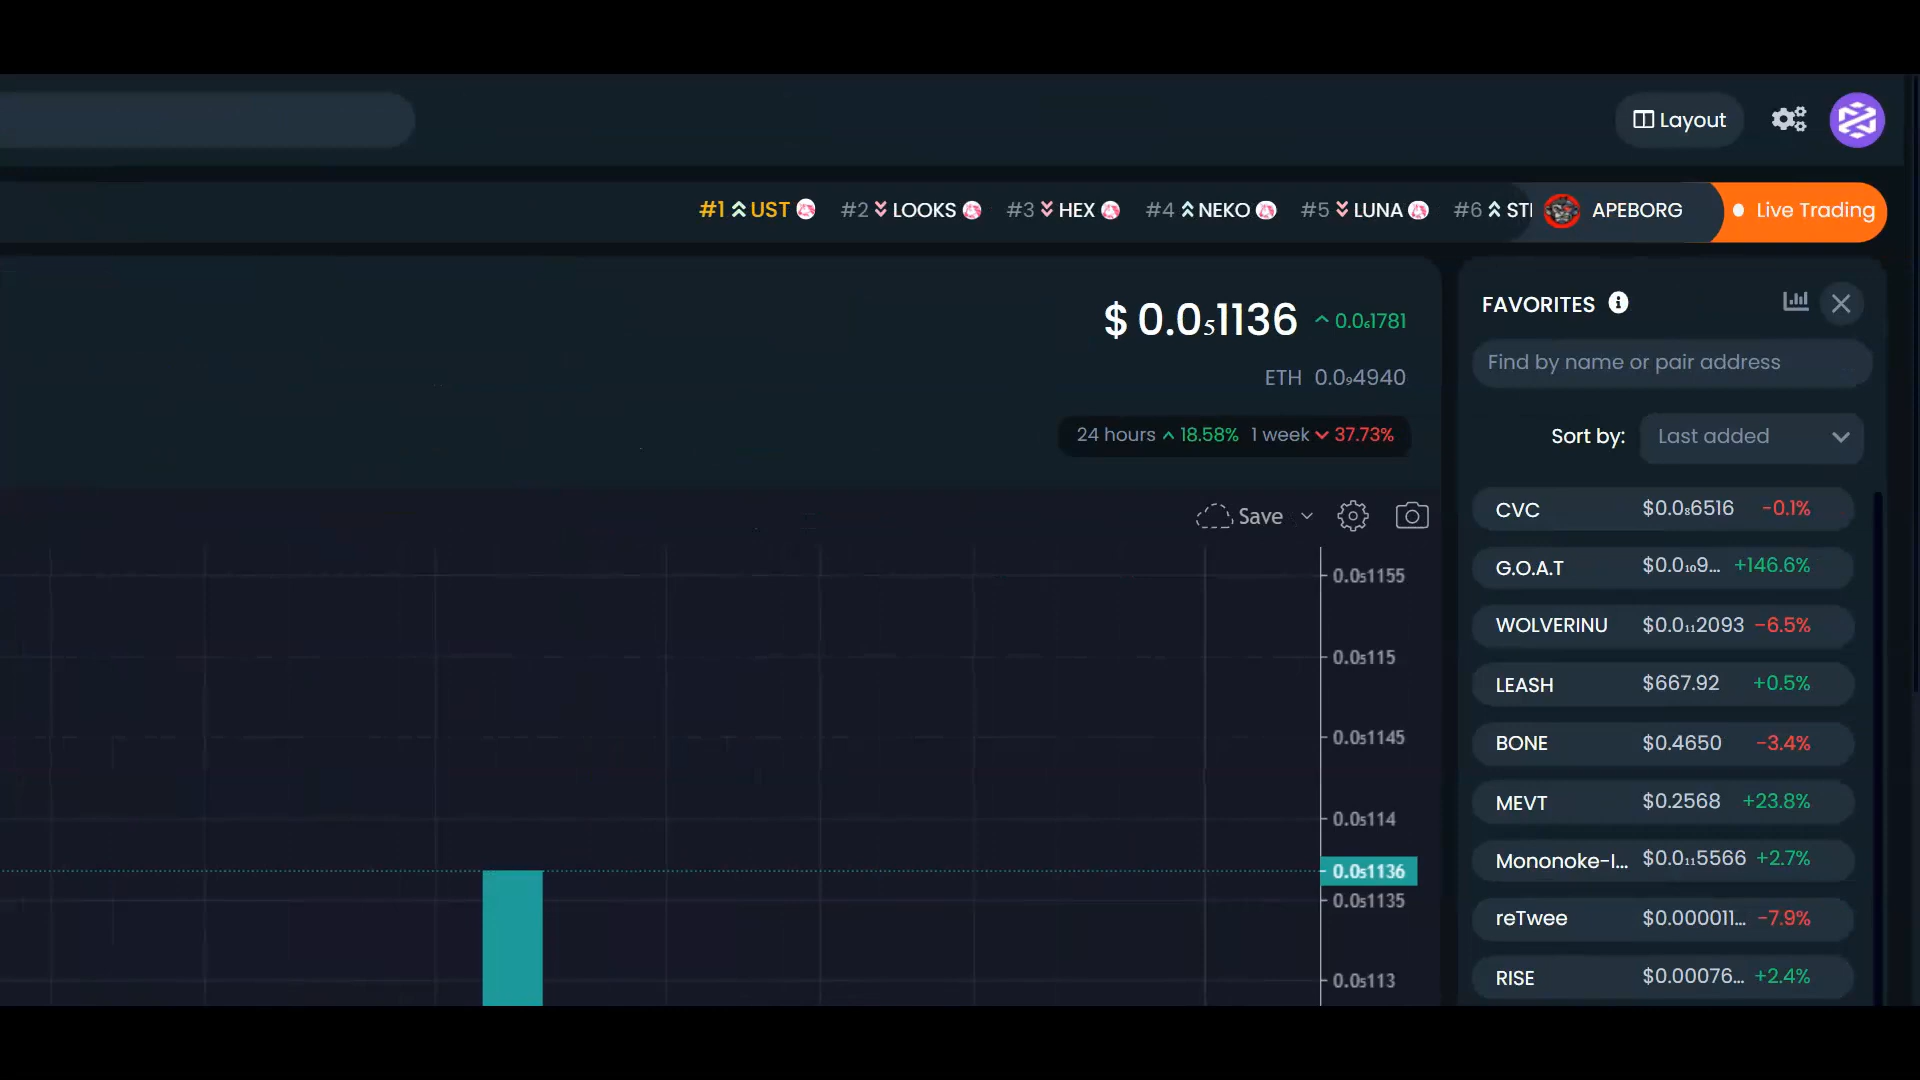 Layout
#1 UST #2 LOOKS #3 HEX #4 NEKO #5 LUNA #6 STI APEBORG Live Trading
$ 0.0₅1136 0.0₆1781
ETH 0.0₉4940
24 hours 18.58% 1 week 37.73%
Save
0.0₅1155
0.0₅115
0.0₅1145
0.0₅114
0.0₅1136
0.0₅1135
0.0₅113
FAVORITES
Find by name or pair address
Sort by: Last added
CVC $0.0₈6516 -0.1%
G.O.A.T $0.0₁₀9... +146.6%
WOLVERINU $0.0₁₁2093 -6.5%
LEASH $667.92 +0.5%
BONE $0.4650 -3.4%
MEVT $0.2568 +23.8%
Mononoke-I... $0.0₁₁5566 +2.7%
reTwee $0.000011... -7.9%
RISE $0.00076... +2.4%